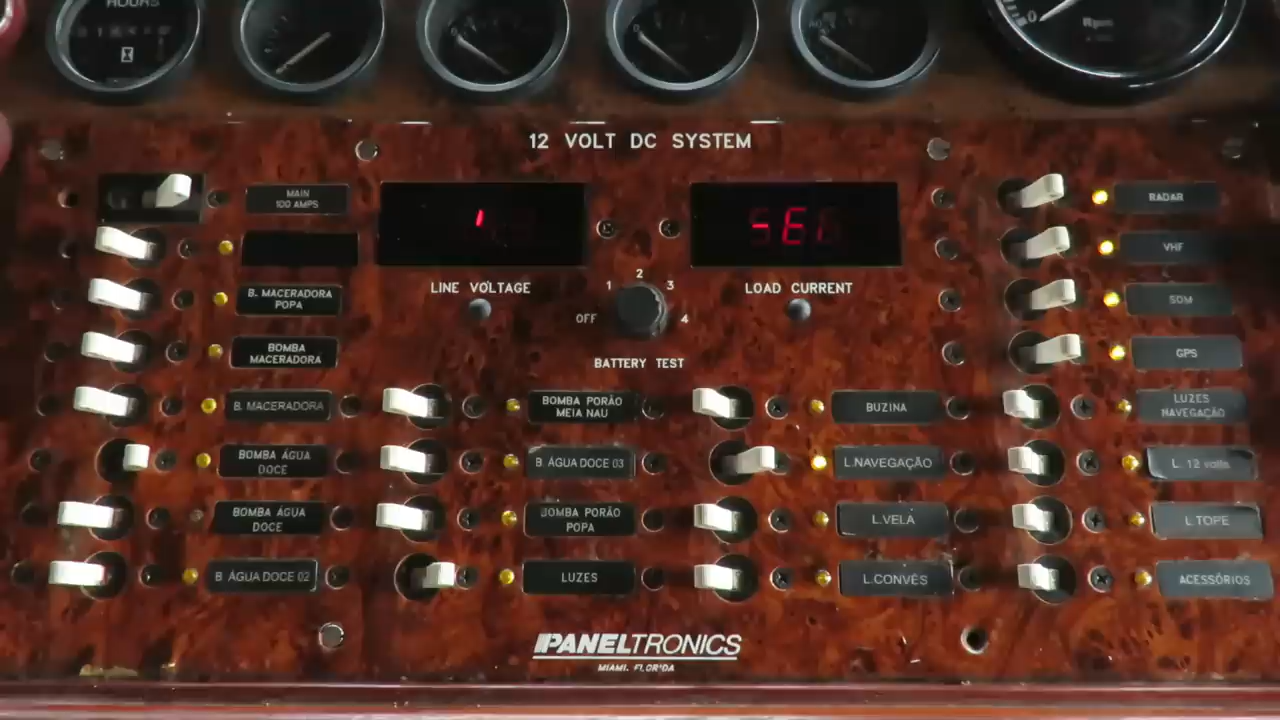 HOURS
Rpm
12 VOLT DC SYSTEM
MAIN
100 AMPS
LINE VOLTAGE
LOAD CURRENT
1
2
3
4
OFF
BATTERY TEST
B. MACERADORA
POPA
BOMBA
MACERADORA
B. MACERADORA
BOMBA ÁGUA
DOCE
BOMBA ÁGUA
DOCE
B ÁGUA DOCE 02
BOMBA PORÃO
MEIA NAU
B. ÁGUA DOCE 03
BOMBA PORÃO
POPA
LUZES
BUZINA
L.NAVEGAÇÃO
L.VELA
L.CONVÉS
RADAR
VHF
SOM
GPS
LUZES
NAVEGAÇÃO
L. 12 volts
L.TOPE
ACESSÓRIOS
PANELTRONICS
MIAMI, FLORIDA